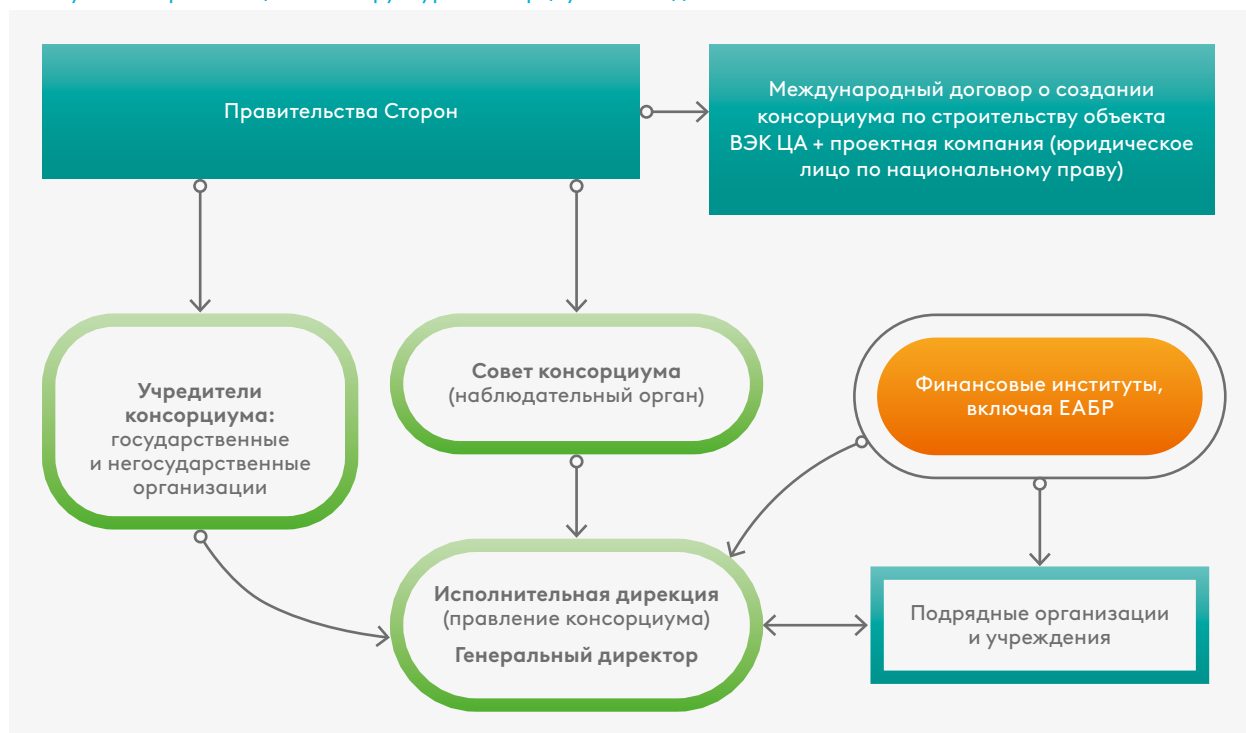 Правительства Сторон
Международный договор о создании
консорциума по строительству объекта
ВЭК ЦА + проектная компания (юридическое
лицо по национальному праву)
Учредители
консорциума:
государственные
и негосударственные
организации
Совет консорциума
(наблюдательный орган)
Финансовые институты,
включая ЕАБР
Исполнительная дирекция
(правление консорциума)
Генеральный директор
Подрядные организации
и учреждения